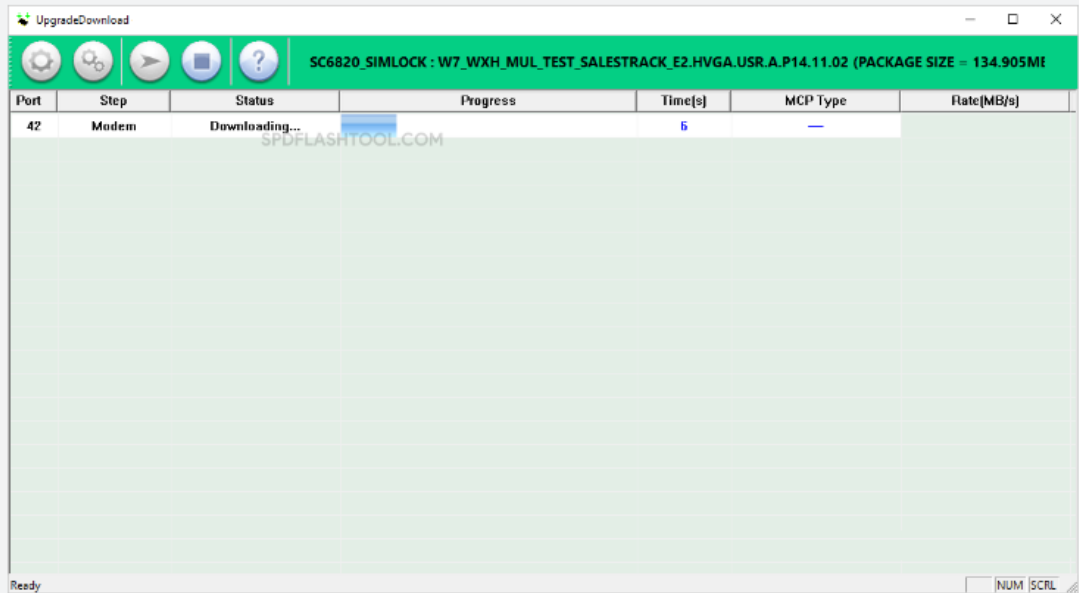 UpgradeDownload
SC6820_SIMLOCK : W7_WXH_MUL_TEST_SALESTRACK_E2.HVGA.USR.A.P14.11.02 (PACKAGE SIZE = 134.905ME
Port Step Status Progress Time(s) MCP Type Rate(MB/s)
42 Modem Downloading... 6 —
SPDFLASHTOOL.COM
Ready NUM SCRL